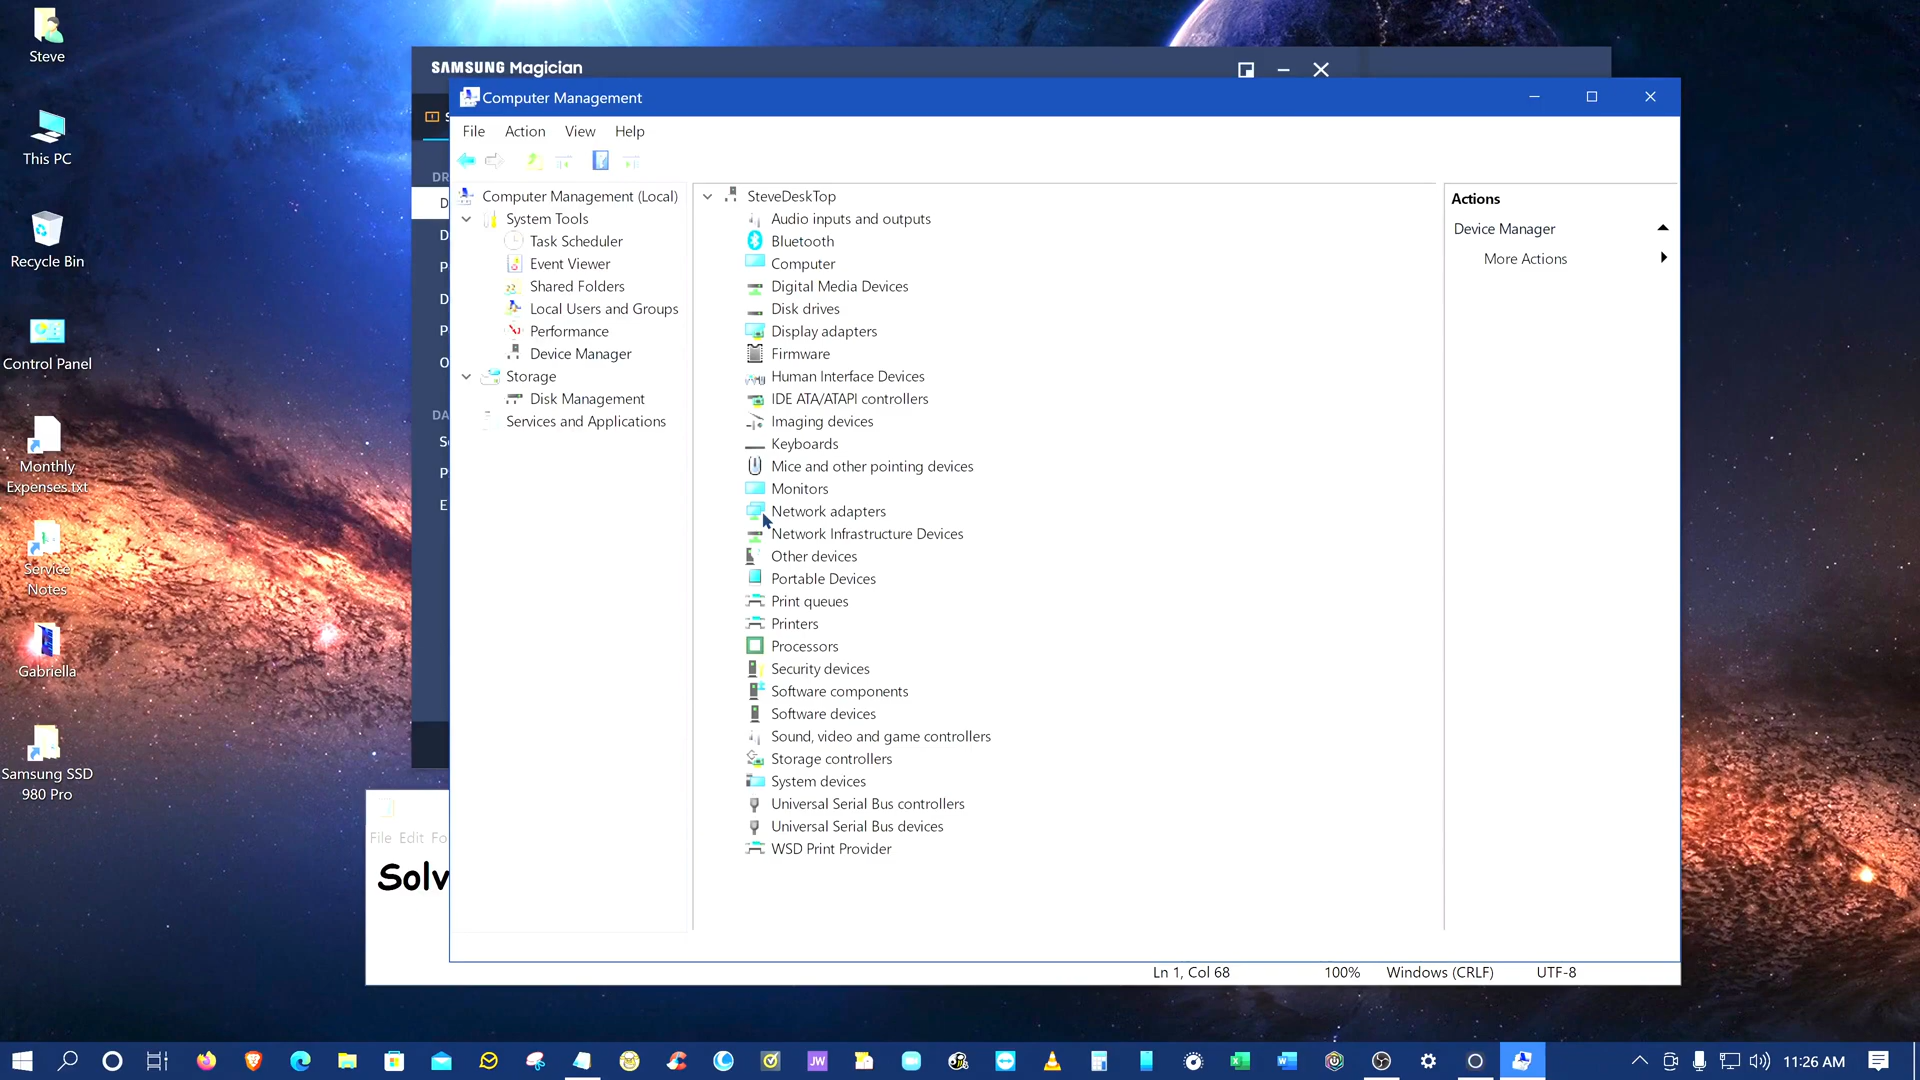 Steve
This PC
Recycle Bin
Control Panel
Monthly
Expenses.txt
Service
Notes
Gabriella
Samsung SSD
980 Pro
SAMSUNG Magician
Computer Management
File Action View Help
Computer Management (Local)
System Tools
Task Scheduler
Event Viewer
Shared Folders
Local Users and Groups
Performance
Device Manager
Storage
Disk Management
Services and Applications
SteveDeskTop
Audio inputs and outputs
Bluetooth
Computer
Digital Media Devices
Disk drives
Display adapters
Firmware
Human Interface Devices
IDE ATA/ATAPI controllers
Imaging devices
Keyboards
Mice and other pointing devices
Monitors
Network adapters
Network Infrastructure Devices
Other devices
Portable Devices
Print queues
Printers
Processors
Security devices
Software components
Software devices
Sound, video and game controllers
Storage controllers
System devices
Universal Serial Bus controllers
Universal Serial Bus devices
WSD Print Provider
Actions
Device Manager
More Actions
DR
D
D
P
D
P
O
DA
Se
P
E
File Edit Fo
Solv
Ln 1, Col 68 100% Windows (CRLF) UTF-8
JW
11:26 AM